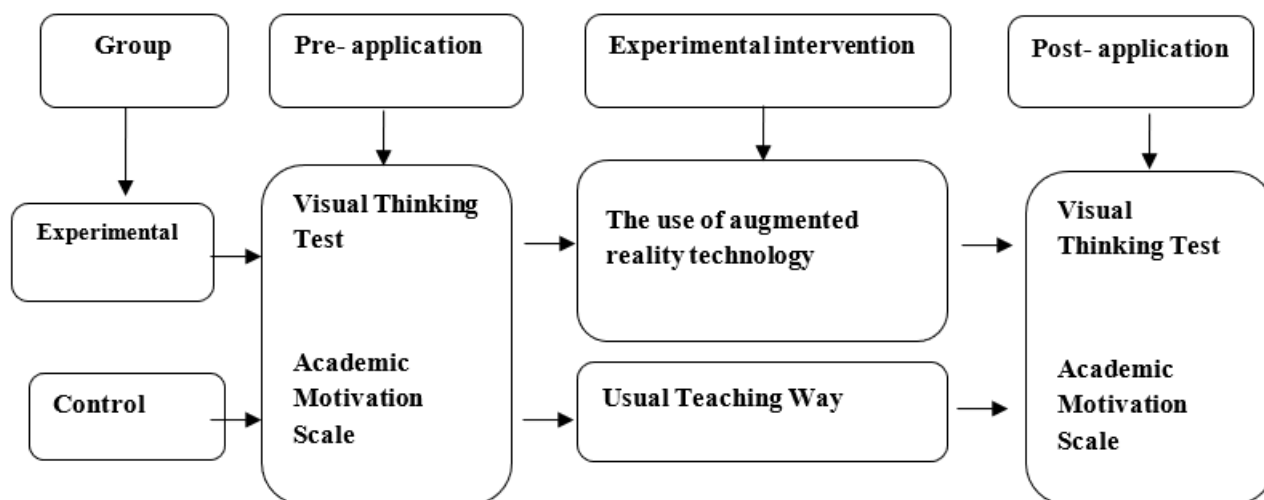 Group
Pre- application
Experimental intervention
Post- application
Experimental
Visual Thinking
Test
Academic
Motivation
Scale
The use of augmented
reality technology
Visual
Thinking Test
Academic
Motivation
Scale
Control
Usual Teaching Way